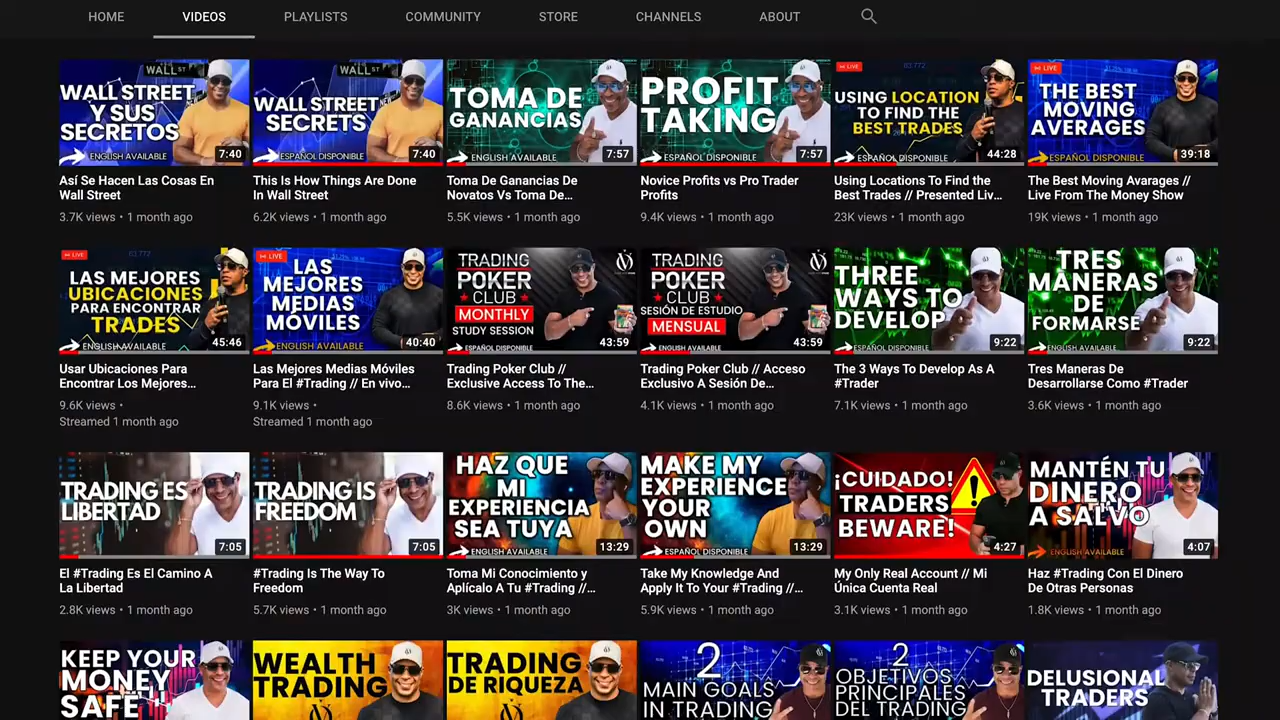 HOME
VIDEOS
PLAYLISTS
COMMUNITY
STORE
CHANNELS
ABOUT
WALL ST
WALL STREET
Y SUS
SECRETOS
ENGLISH AVAILABLE
7:40
Así Se Hacen Las Cosas En
Wall Street
3.7K views • 1 month ago
WALL ST
WALL STREET
SECRETS
ESPAÑOL DISPONIBLE
7:40
This Is How Things Are Done
In Wall Street
6.2K views • 1 month ago
TOMA DE
GANANCIAS
ENGLISH AVAILABLE
7:57
Toma De Ganancias De
Novatos Vs Toma De…
5.5K views • 1 month ago
PROFIT
TAKING
ESPAÑOL DISPONIBLE
7:57
Novice Profits vs Pro Trader
Profits
9.4K views • 1 month ago
LIVE
USING LOCATION
TO FIND THE
BEST TRADES
ESPAÑOL DISPONIBLE
44:28
Using Locations To Find the
Best Trades // Presented Liv…
23K views • 1 month ago
LIVE
THE BEST
MOVING
AVERAGES
ESPAÑOL DISPONIBLE
39:18
The Best Moving Avarages //
Live From The Money Show
19K views • 1 month ago
LIVE
LAS MEJORES
UBICACIONES
PARA ENCONTRAR
TRADES
ENGLISH AVAILABLE
45:46
Usar Ubicaciones Para
Encontrar Los Mejores…
9.6K views •
Streamed 1 month ago
LIVE
LAS
MEJORES
MEDIAS
MÓVILES
ENGLISH AVAILABLE
40:40
Las Mejores Medias Móviles
Para El #Trading // En vivo…
9.1K views •
Streamed 1 month ago
TRADING
POKER
CLUB
MONTHLY
STUDY SESSION
ESPAÑOL DISPONIBLE
43:59
Trading Poker Club //
Exclusive Access To The…
8.6K views • 1 month ago
TRADING
POKER
CLUB
SESIÓN DE ESTUDIO
MENSUAL
ENGLISH AVAILABLE
43:59
Trading Poker Club // Acceso
Exclusivo A Sesión De…
4.1K views • 1 month ago
THREE
WAYS TO
DEVELOP
ESPAÑOL DISPONIBLE
9:22
The 3 Ways To Develop As A
#Trader
7.1K views • 1 month ago
TRES
MANERAS
DE
FORMARSE
ENGLISH AVAILABLE
9:22
Tres Maneras De
Desarrollarse Como #Trader
3.6K views • 1 month ago
TRADING ES
LIBERTAD
7:05
El #Trading Es El Camino A
La Libertad
2.8K views • 1 month ago
TRADING IS
FREEDOM
7:05
#Trading Is The Way To
Freedom
5.7K views • 1 month ago
HAZ QUE
MI
EXPERIENCIA
SEA TUYA
ENGLISH AVAILABLE
13:29
Toma Mi Conocimiento y
Aplícalo A Tu #Trading //…
3K views • 1 month ago
MAKE MY
EXPERIENCE
YOUR
OWN
ESPAÑOL DISPONIBLE
13:29
Take My Knowledge And
Apply It To Your #Trading //…
5.9K views • 1 month ago
¡CUIDADO!
TRADERS
BEWARE!
4:27
My Only Real Account // Mi
Única Cuenta Real
3.1K views • 1 month ago
MANTÉN TU
DINERO
A SALVO
ENGLISH AVAILABLE
4:07
Haz #Trading Con El Dinero
De Otras Personas
1.8K views • 1 month ago
KEEP YOUR
MONEY
SAFE
WEALTH
TRADING
TRADING
DE RIQUEZA
2
MAIN GOALS
IN TRADING
2
OBJETIVOS
PRINCIPALES
DEL TRADING
DELUSIONAL
TRADERS